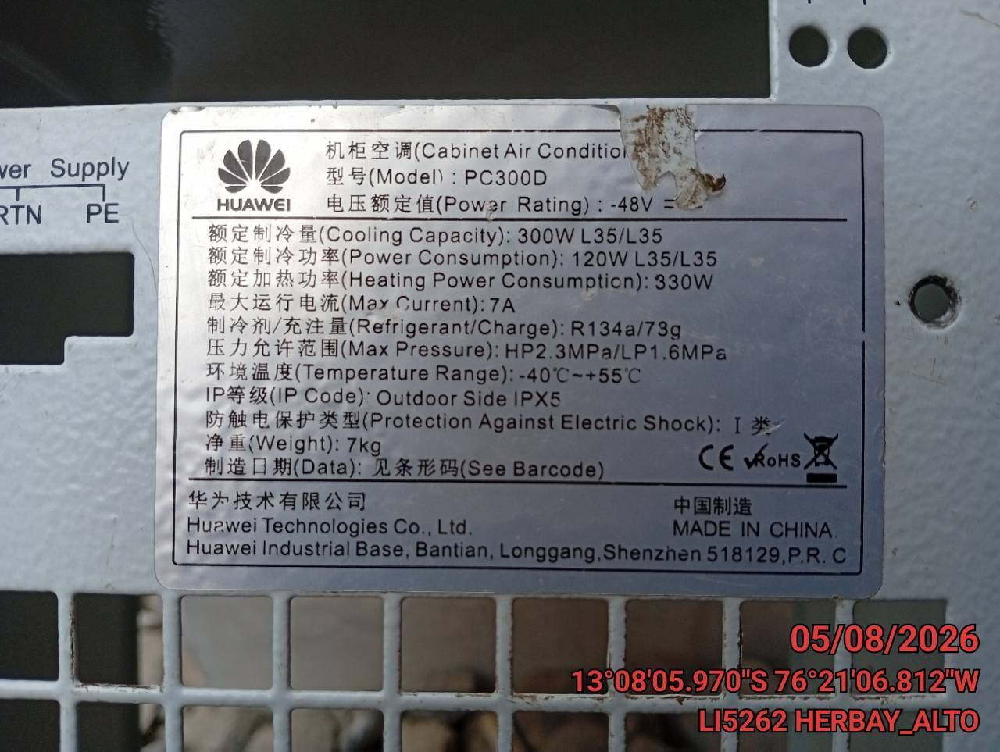 Supply
RTN PE
HUAWEI
机柜空调(Cabinet Air
型号(Model) : PC300D
电压额定值(Power Rating) : -48V
额定制冷量(Cooling Capacity): 300W L35/L35
额定制冷功率(Power Consumption): 120W L35/L35
额定加热功率(Heating Power Consumption): 330W
最大运行电流(Max Current): 7A
制冷剂/充注量(Refrigerant/Charge): R134a/73g
压力允许范围(Max Pressure): HP2.3MPa/LP1.6MPa
环境温度(Temperature Range): -40℃~+55℃
IP等级(IP Code): Outdoor Side IPX5
防触电保护类型(Protection Against Electric Shock): I 类
净重(Weight): 7kg
制造日期(Data): 见条形码(See Barcode)
CE RoHS
华为技术有限公司
Huawei Technologies Co., Ltd.
Huawei Industrial Base, Bantian, Longgang,Shenzhen 518129,P.R. C
中国制造
MADE IN CHINA
05/08/2026
13°08'05.970"S 76°21'06.812"W
LI5262 HERBAY_ALTO